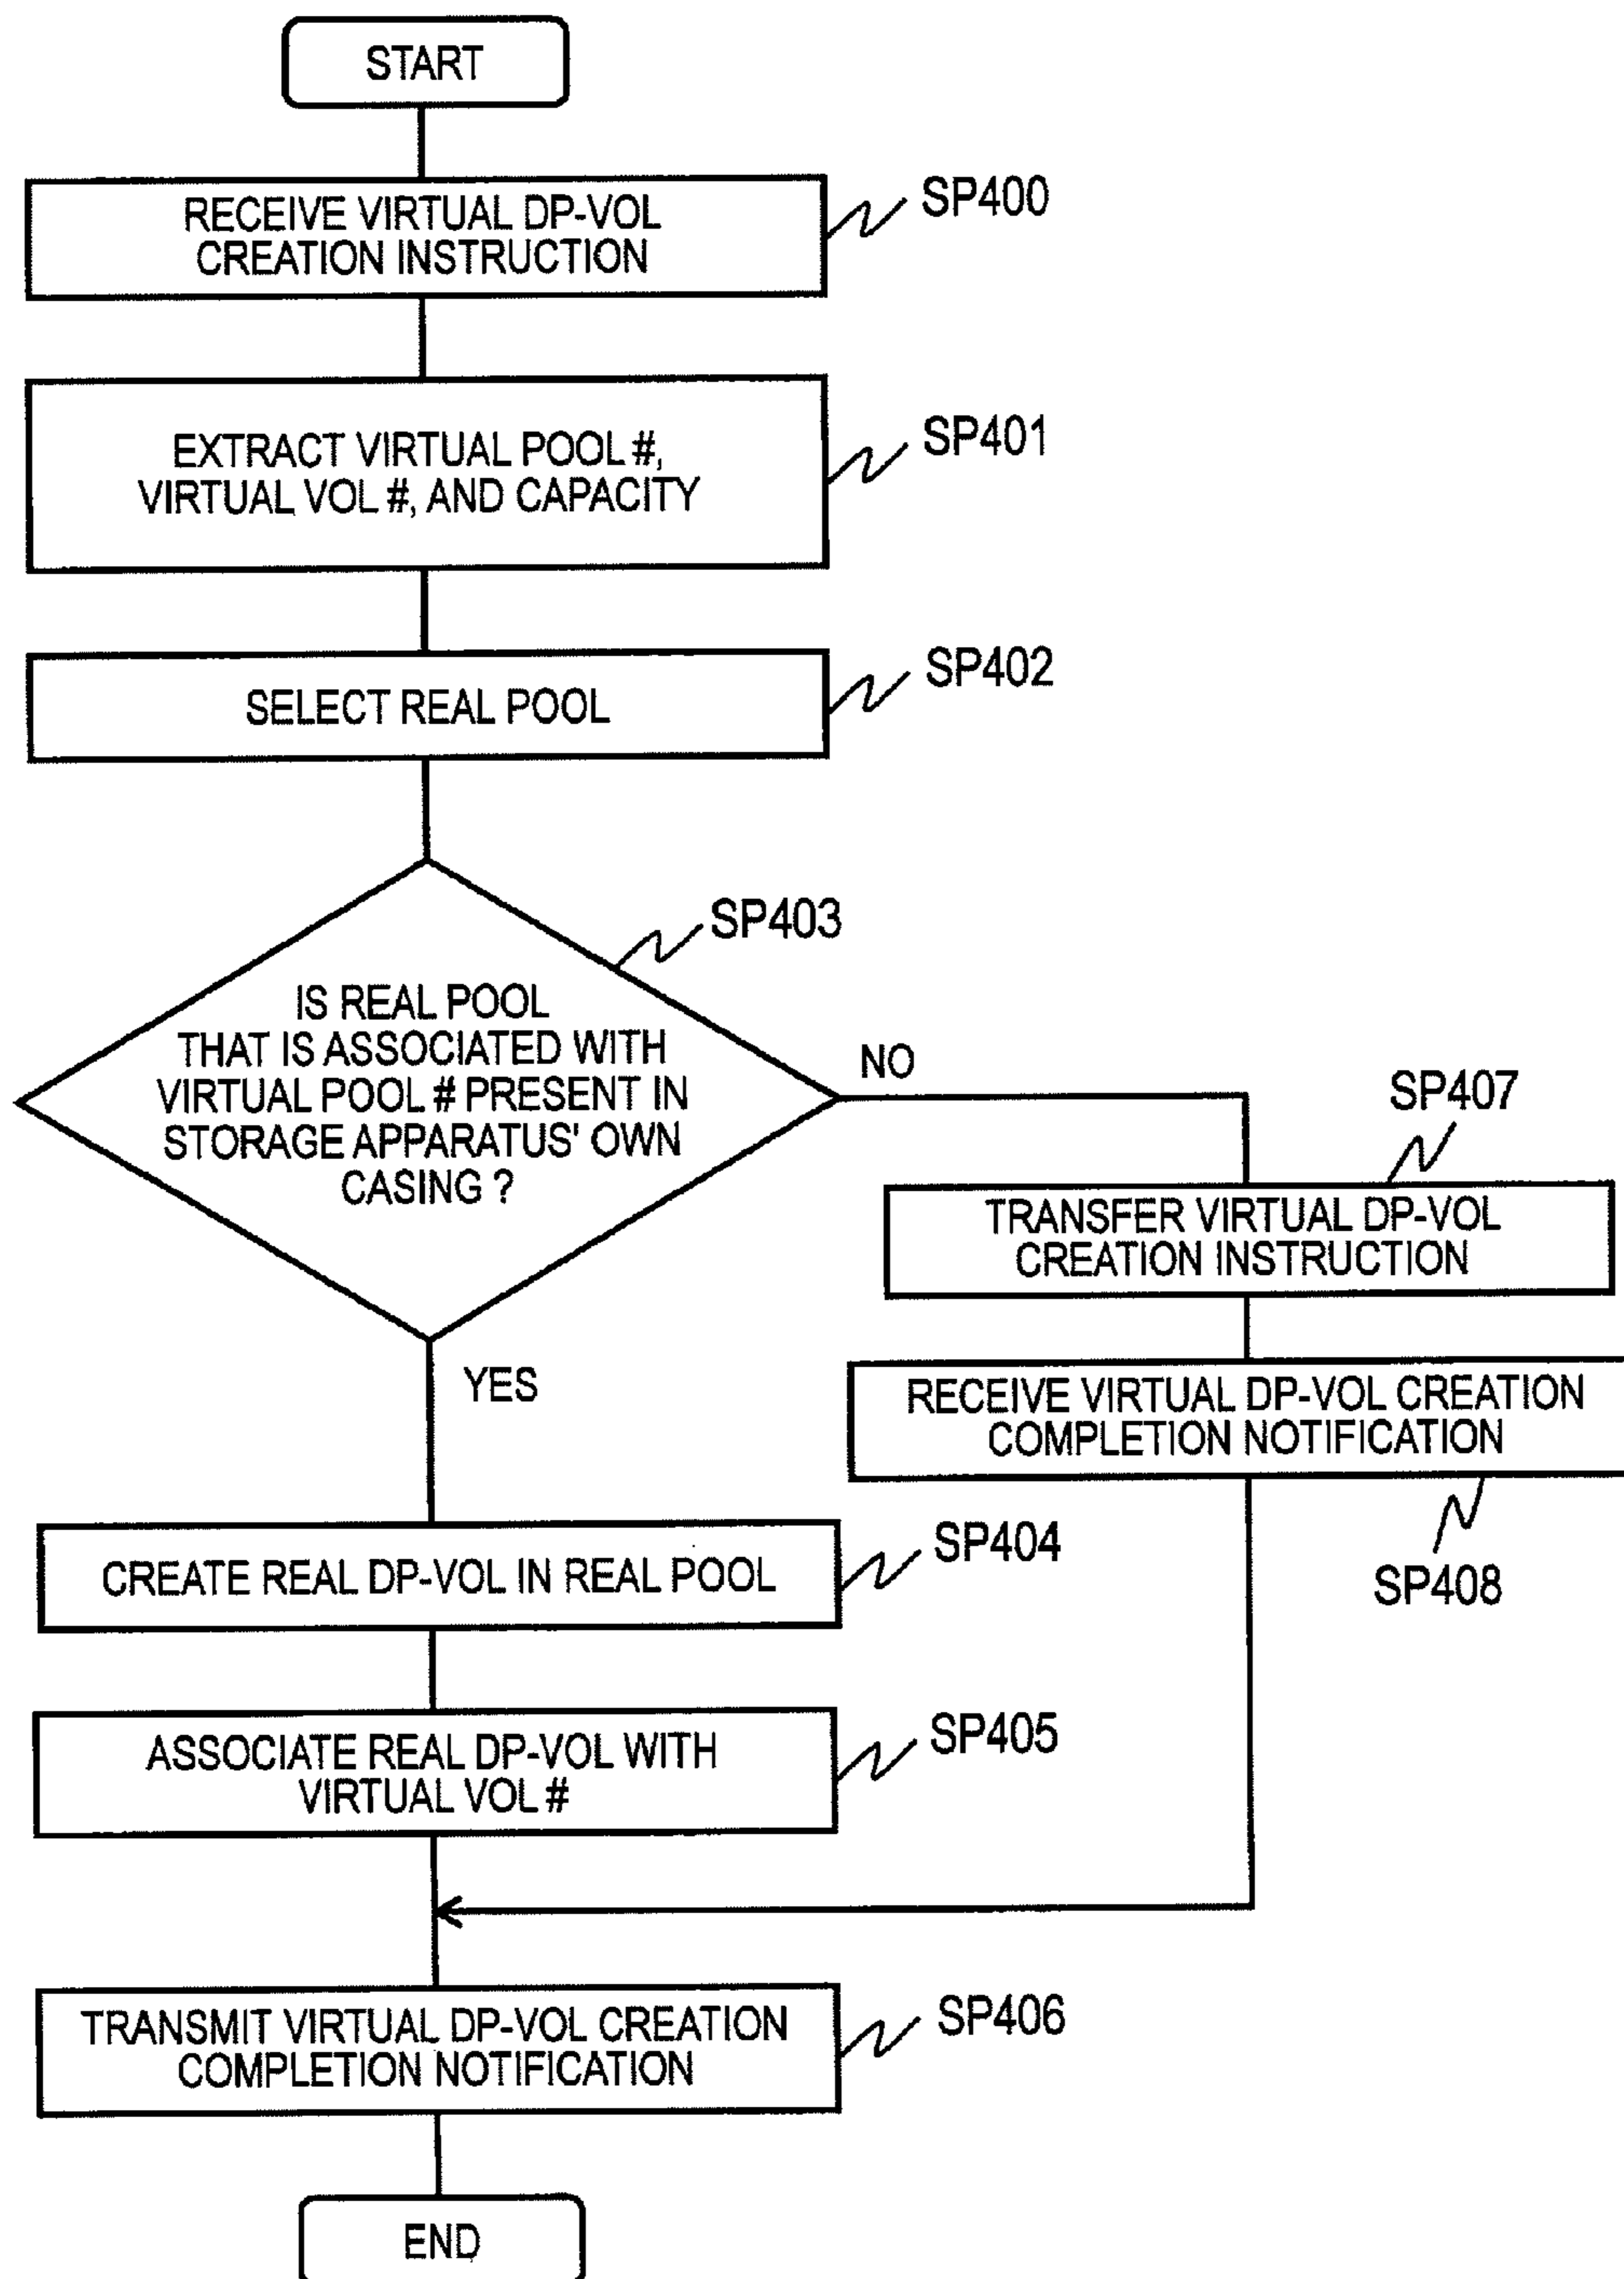 START
RECEIVE VIRTUAL DP-VOL
CREATION INSTRUCTION
SP400
EXTRACT VIRTUAL POOL #,
VIRTUAL VOL #, AND CAPACITY
SP401
SELECT REAL POOL
SP402
IS REAL POOL
THAT IS ASSOCIATED WITH
VIRTUAL POOL # PRESENT IN
STORAGE APPARATUS' OWN
CASING ?
SP403
NO
YES
SP407
TRANSFER VIRTUAL DP-VOL
CREATION INSTRUCTION
RECEIVE VIRTUAL DP-VOL CREATION
COMPLETION NOTIFICATION
SP408
CREATE REAL DP-VOL IN REAL POOL
SP404
ASSOCIATE REAL DP-VOL WITH
VIRTUAL VOL #
SP405
TRANSMIT VIRTUAL DP-VOL CREATION
COMPLETION NOTIFICATION
SP406
END